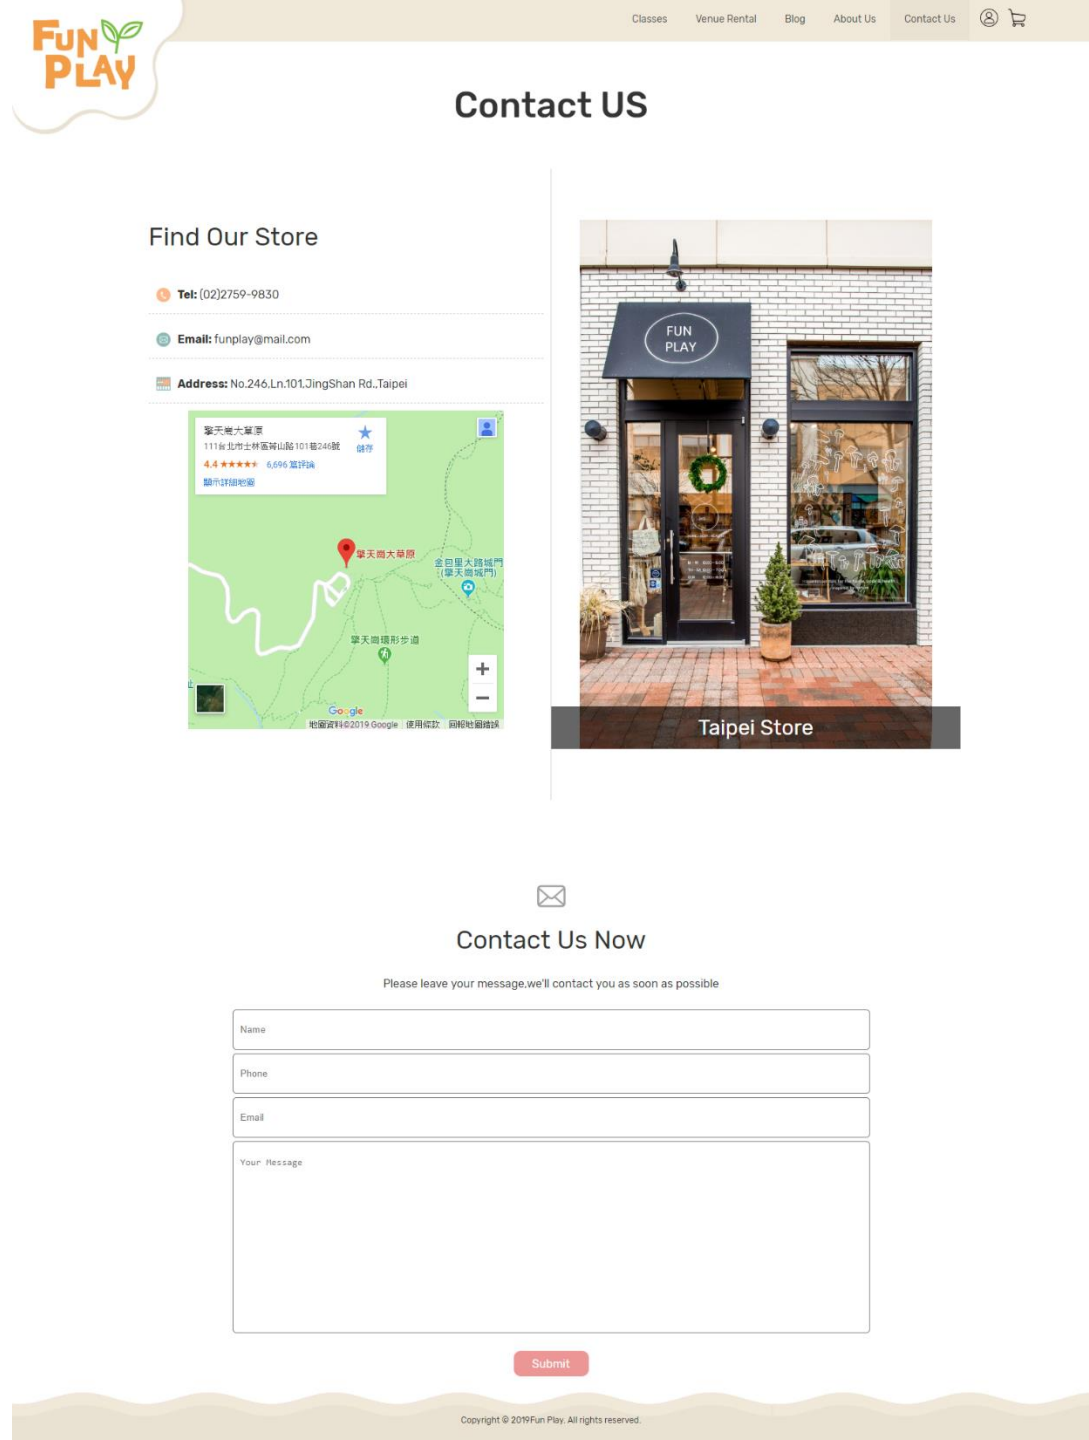 FUN
PLAY
Classes
Venue Rental
Blog
About Us
Contact Us
Contact US
Find Our Store
Tel: (02)2759-9830
Email: funplay@mail.com
Address: No.246,Ln.101,JingShan Rd.,Taipei
擎天崗大草原
111台北市士林區菁山路101巷246號
儲存
4.4
6,696 篇評論
顯示詳細地圖
擎天崗大草原
金包里大路城門
(擎天崗城門)
擎天崗環形步道
Google
地圖資料©2019 Google
使用條款
回報地圖錯誤
FUN
PLAY
Taipei Store
Contact Us Now
Please leave your message,we'll contact you as soon as possible
Name
Phone
Email
Your Message
Submit
Copyright © 2019Fun Play. All rights reserved.